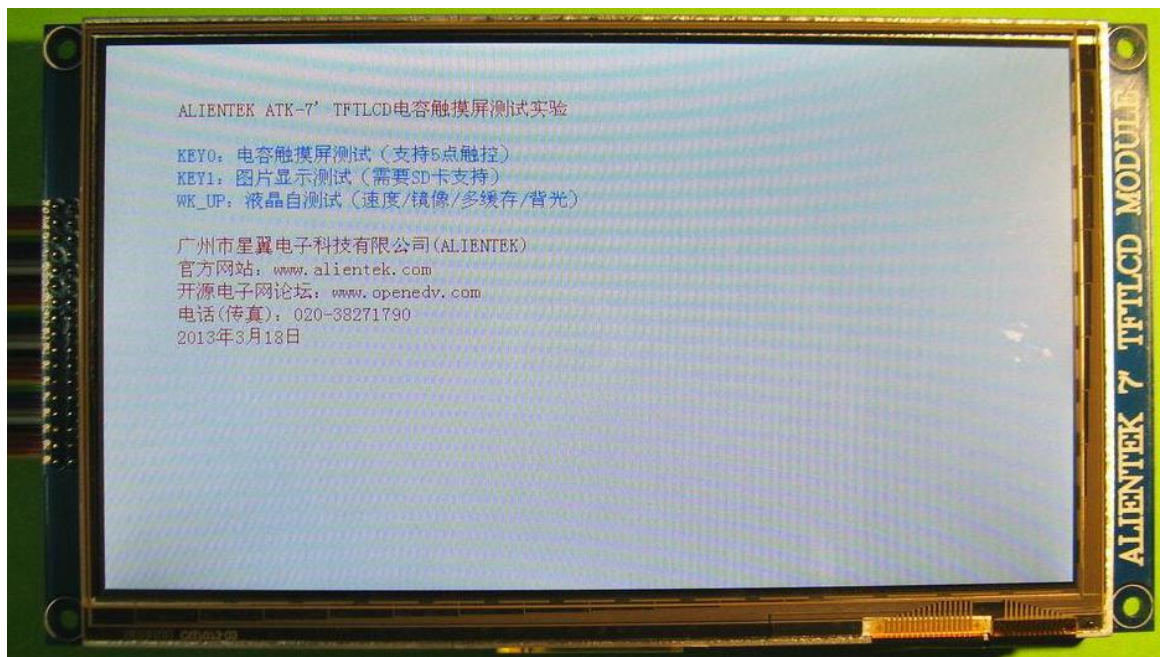 ALIENTEK ATK-7' TFTLCD电容触摸屏测试实验
KEY0: 电容触摸屏测试（支持5点触控）
KEY1: 图片显示测试（需要SD卡支持）
WK_UP: 液晶自测试（速度/镜像/多缓存/背光）
广州市星翼电子科技有限公司(ALIENTEK)
官方网站: www.alientek.com
开源电子网论坛: www.openedv.com
电话(传真): 020-38271790
2013年3月18日
ALIENTEK 7' TFTLCD MODULE